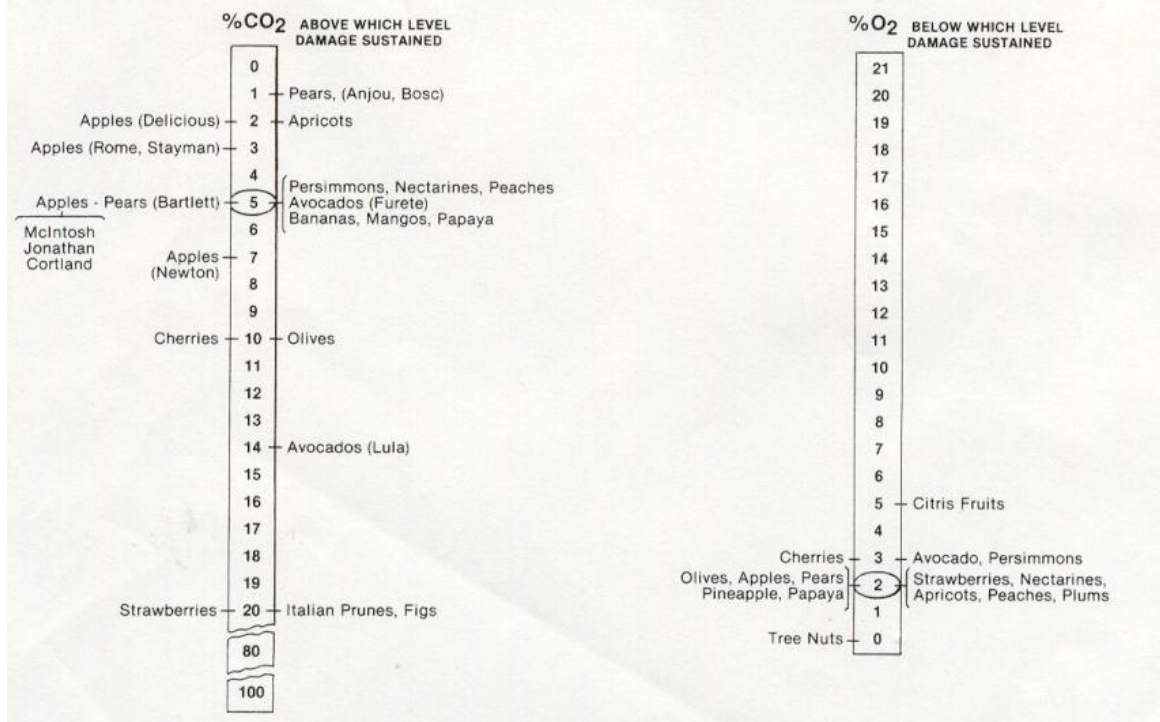 %CO2 ABOVE WHICH LEVEL
DAMAGE SUSTAINED
0
1 Pears, (Anjou, Bosc)
Apples (Delicious) 2 Apricots
Apples (Rome, Stayman) 3
4
Persimmons, Nectarines, Peaches
Apples - Pears (Bartlett) 5 Avocados (Furete)
Bananas, Mangos, Papaya
McIntosh
Jonathan
Cortland
6
Apples 7
(Newton)
8
9
Cherries 10 Olives
11
12
13
14 Avocados (Lula)
15
16
17
18
19
Strawberries 20 Italian Prunes, Figs
80
100
%O2 BELOW WHICH LEVEL
DAMAGE SUSTAINED
21
20
19
18
17
16
15
14
13
12
11
10
9
8
7
6
5 Citris Fruits
4
Cherries 3 Avocado, Persimmons
Olives, Apples, Pears 2 Strawberries, Nectarines,
Pineapple, Papaya Apricots, Peaches, Plums
1
Tree Nuts 0